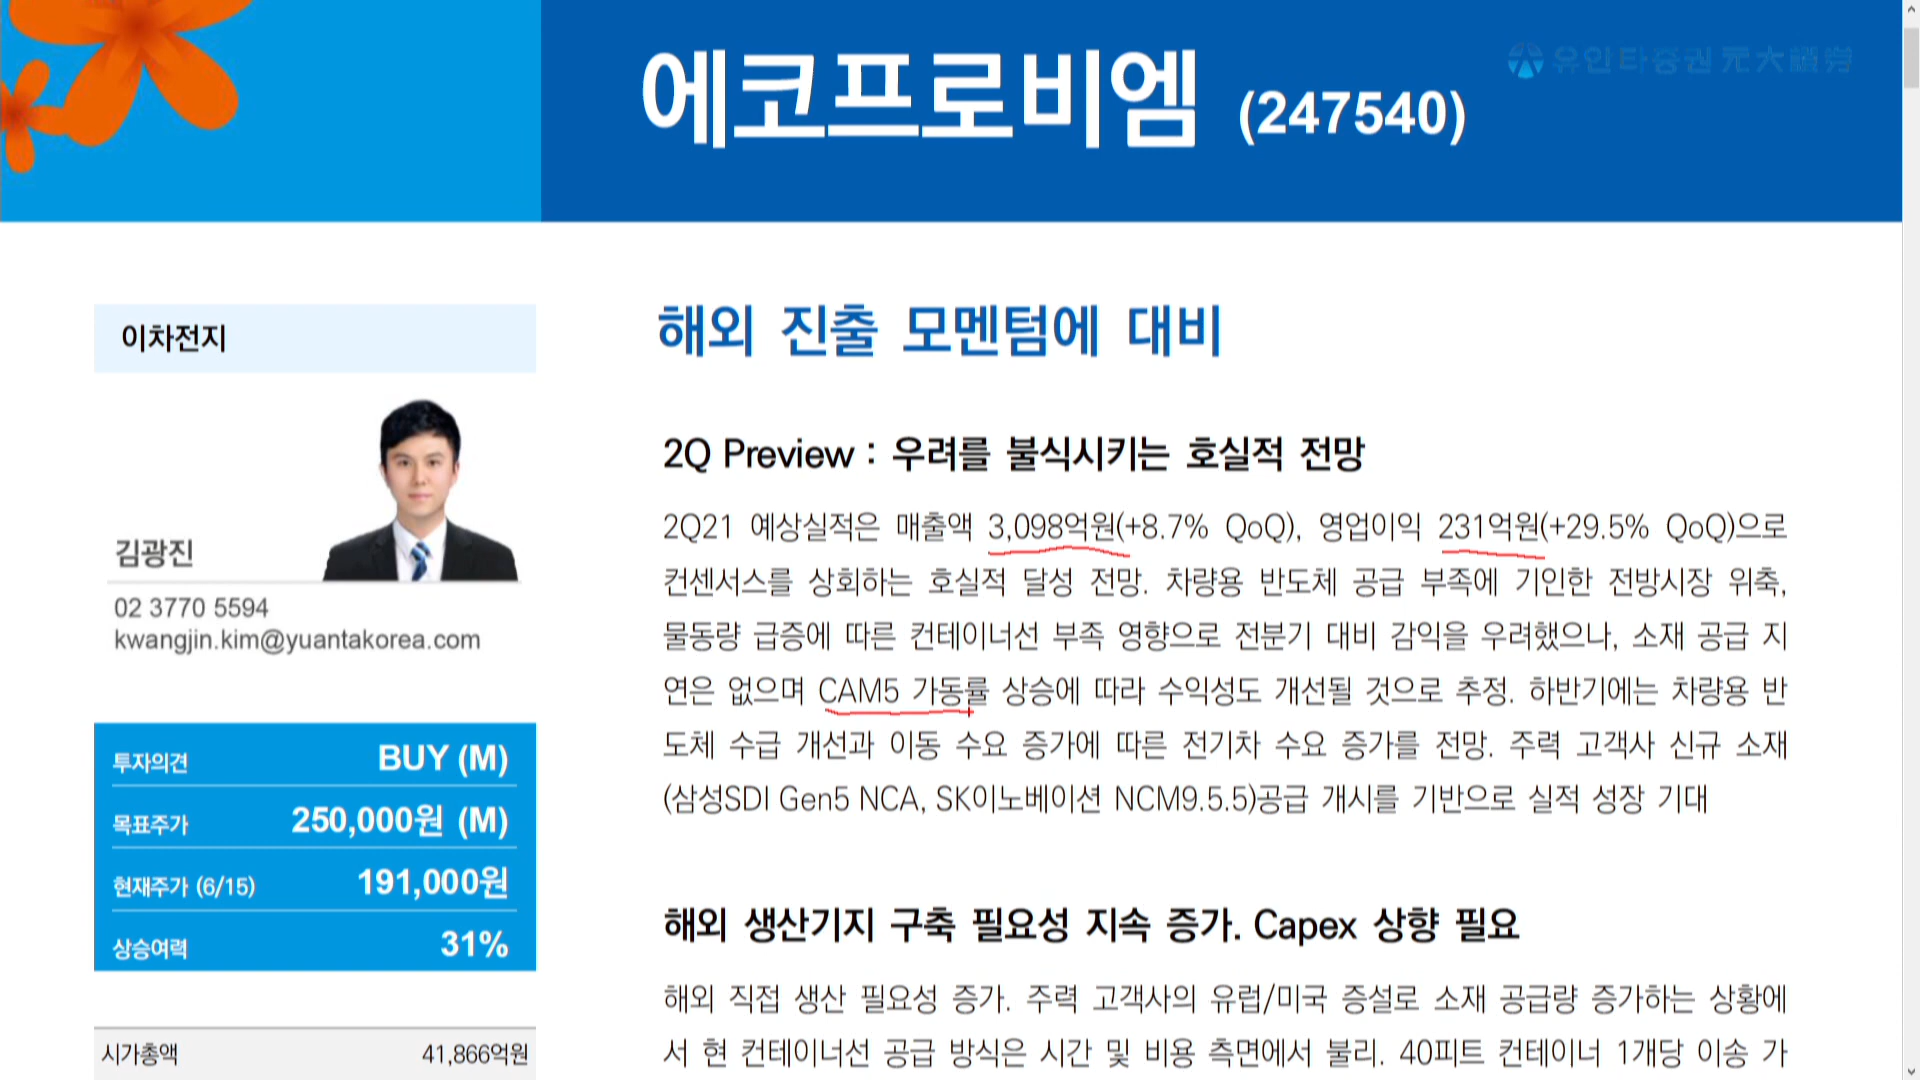 에코프로비엠 (247540)
유안타증권 元大證券
이차전지
김광진
02 3770 5594
kwangjin.kim@yuantakorea.com
투자의견 BUY (M)
목표주가 250,000원 (M)
현재주가 (6/15) 191,000원
상승여력 31%
시가총액 41,866억원
해외 진출 모멘텀에 대비
2Q Preview : 우려를 불식시키는 호실적 전망
2Q21 예상실적은 매출액 3,098억원(+8.7% QoQ), 영업이익 231억원(+29.5% QoQ)으로
컨센서스를 상회하는 호실적 달성 전망. 차량용 반도체 공급 부족에 기인한 전방시장 위축,
물동량 급증에 따른 컨테이너선 부족 영향으로 전분기 대비 감익을 우려했으나, 소재 공급 지
연은 없으며 CAM5 가동률 상승에 따라 수익성도 개선될 것으로 추정. 하반기에는 차량용 반
도체 수급 개선과 이동 수요 증가에 따른 전기차 수요 증가를 전망. 주력 고객사 신규 소재
(삼성SDI Gen5 NCA, SK이노베이션 NCM9.5.5)공급 개시를 기반으로 실적 성장 기대
해외 생산기지 구축 필요성 지속 증가. Capex 상향 필요
해외 직접 생산 필요성 증가. 주력 고객사의 유럽/미국 증설로 소재 공급량 증가하는 상황에
서 현 컨테이너선 공급 방식은 시간 및 비용 측면에서 불리. 40피트 컨테이너 1개당 이송 가